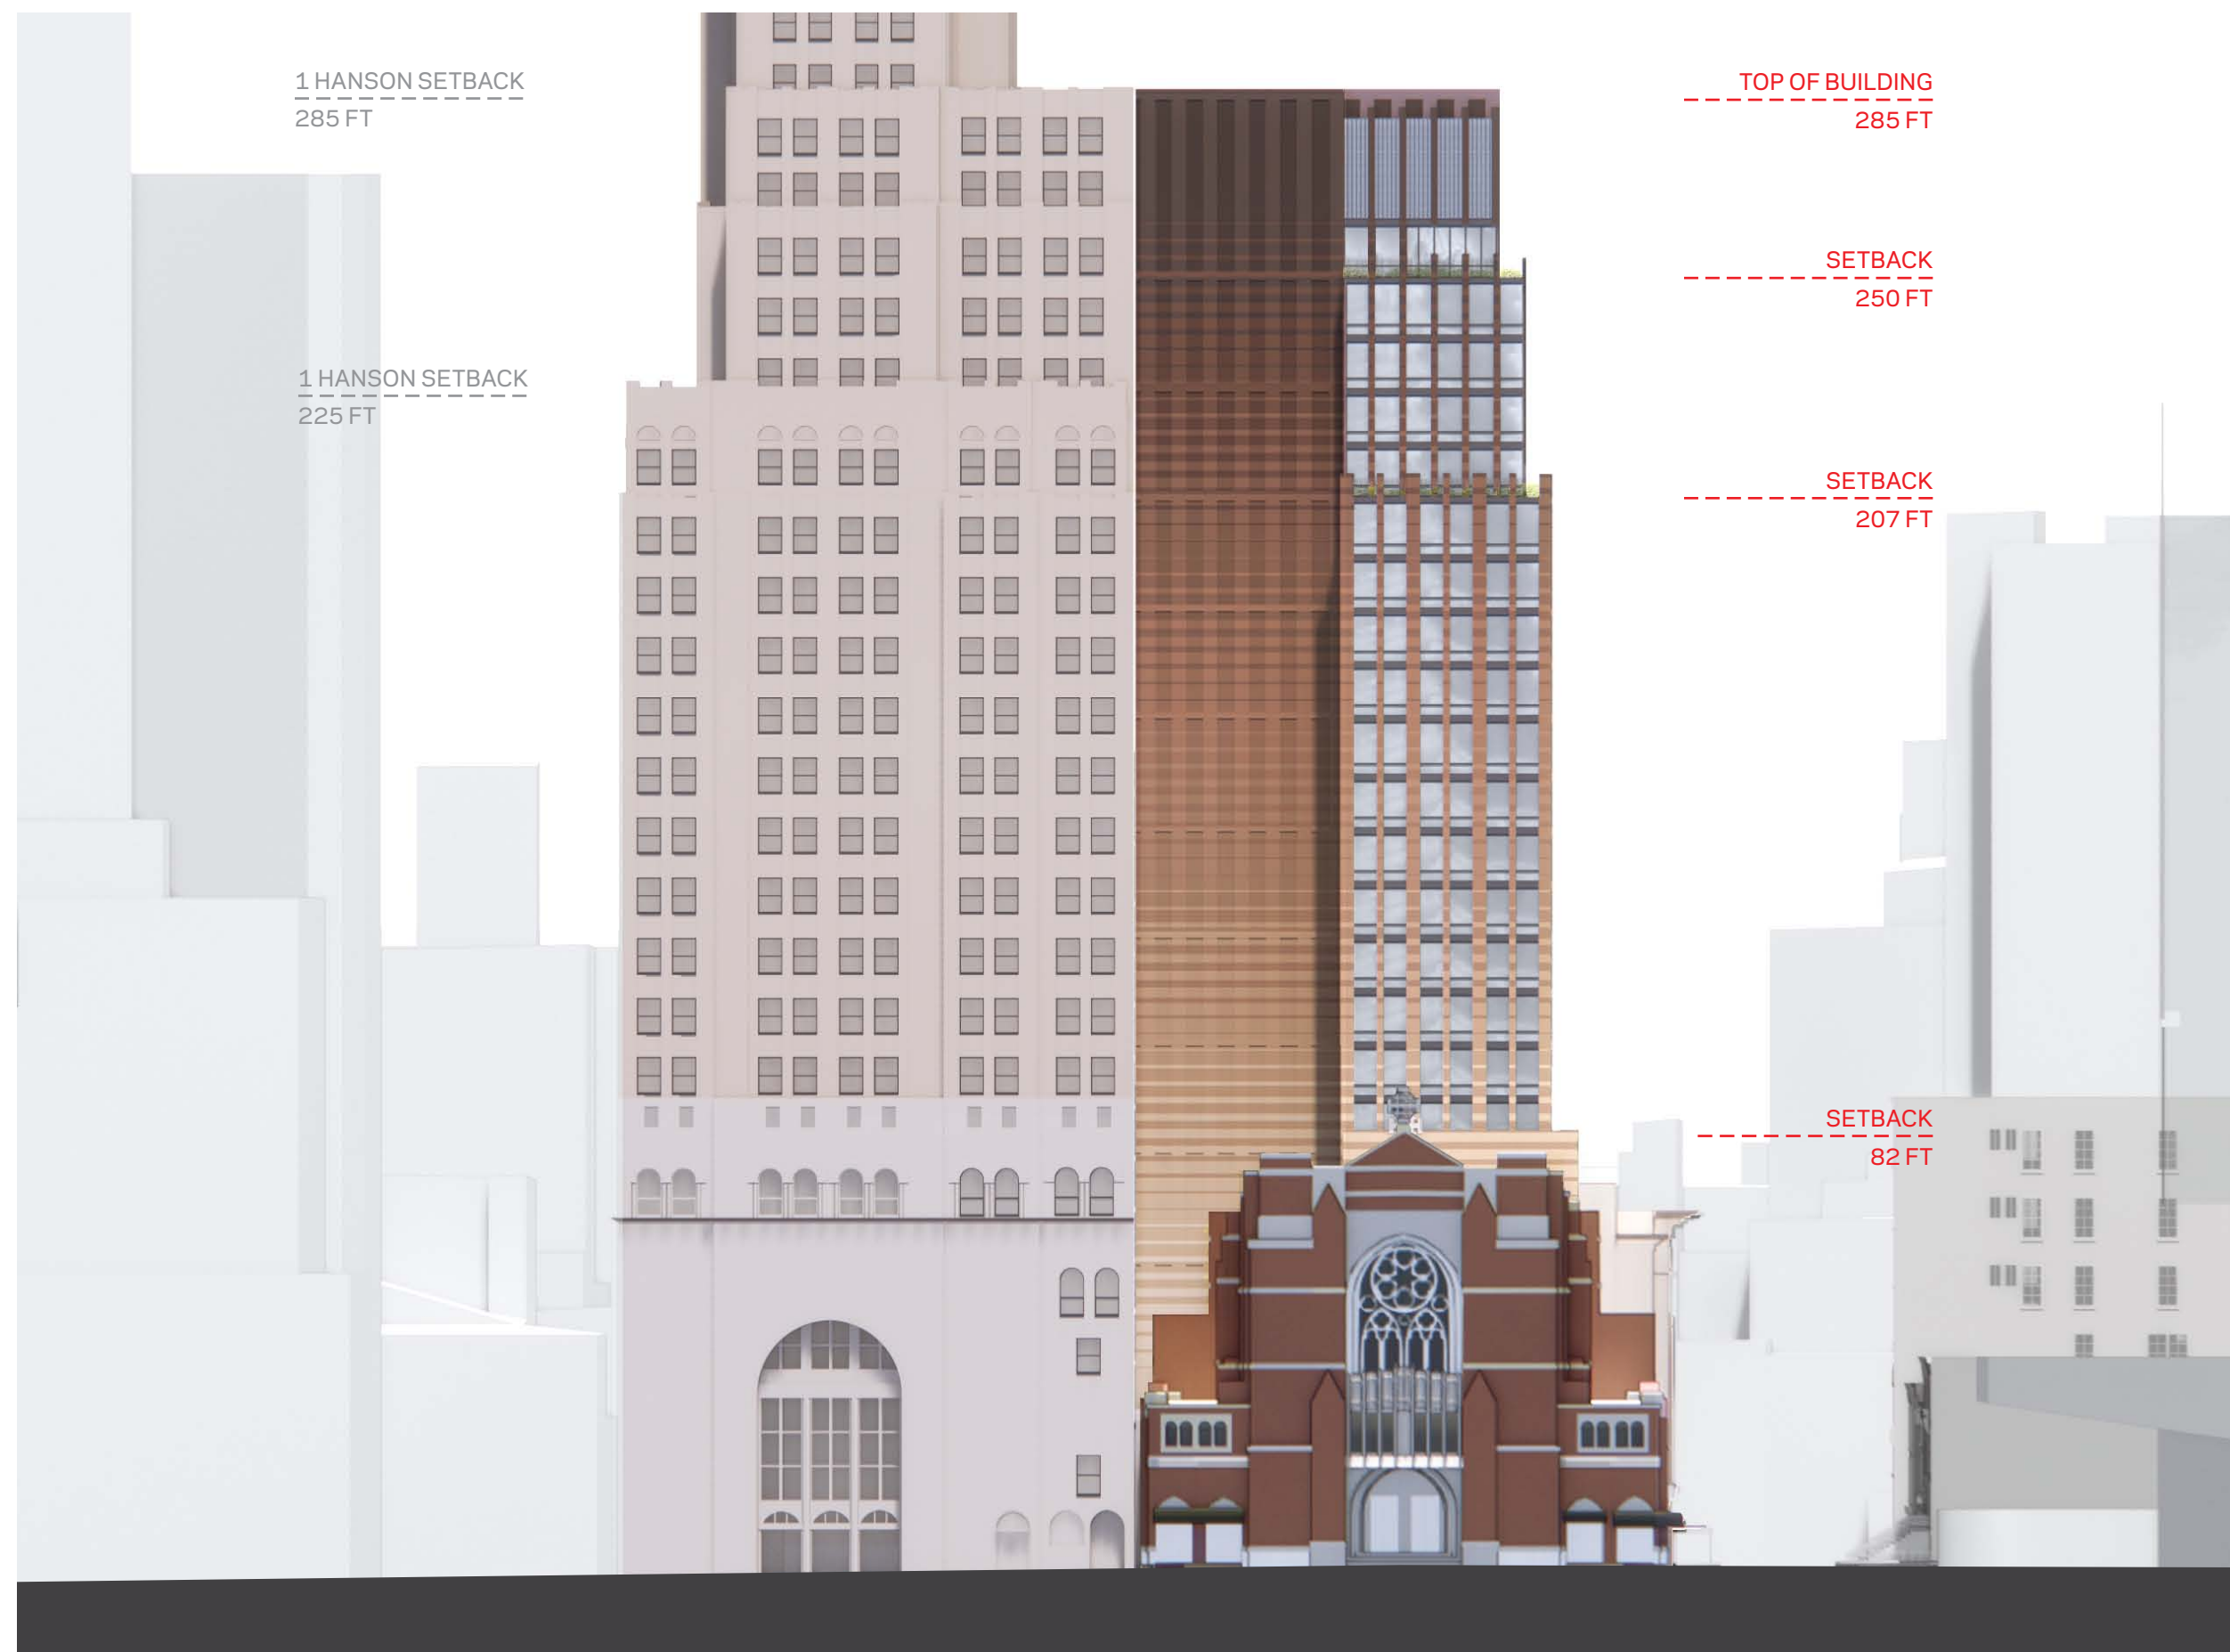 1 HANSON SETBACK
285 FT
1 HANSON SETBACK
225 FT
TOP OF BUILDING
285 FT
SETBACK
250 FT
SETBACK
207 FT
SETBACK
82 FT